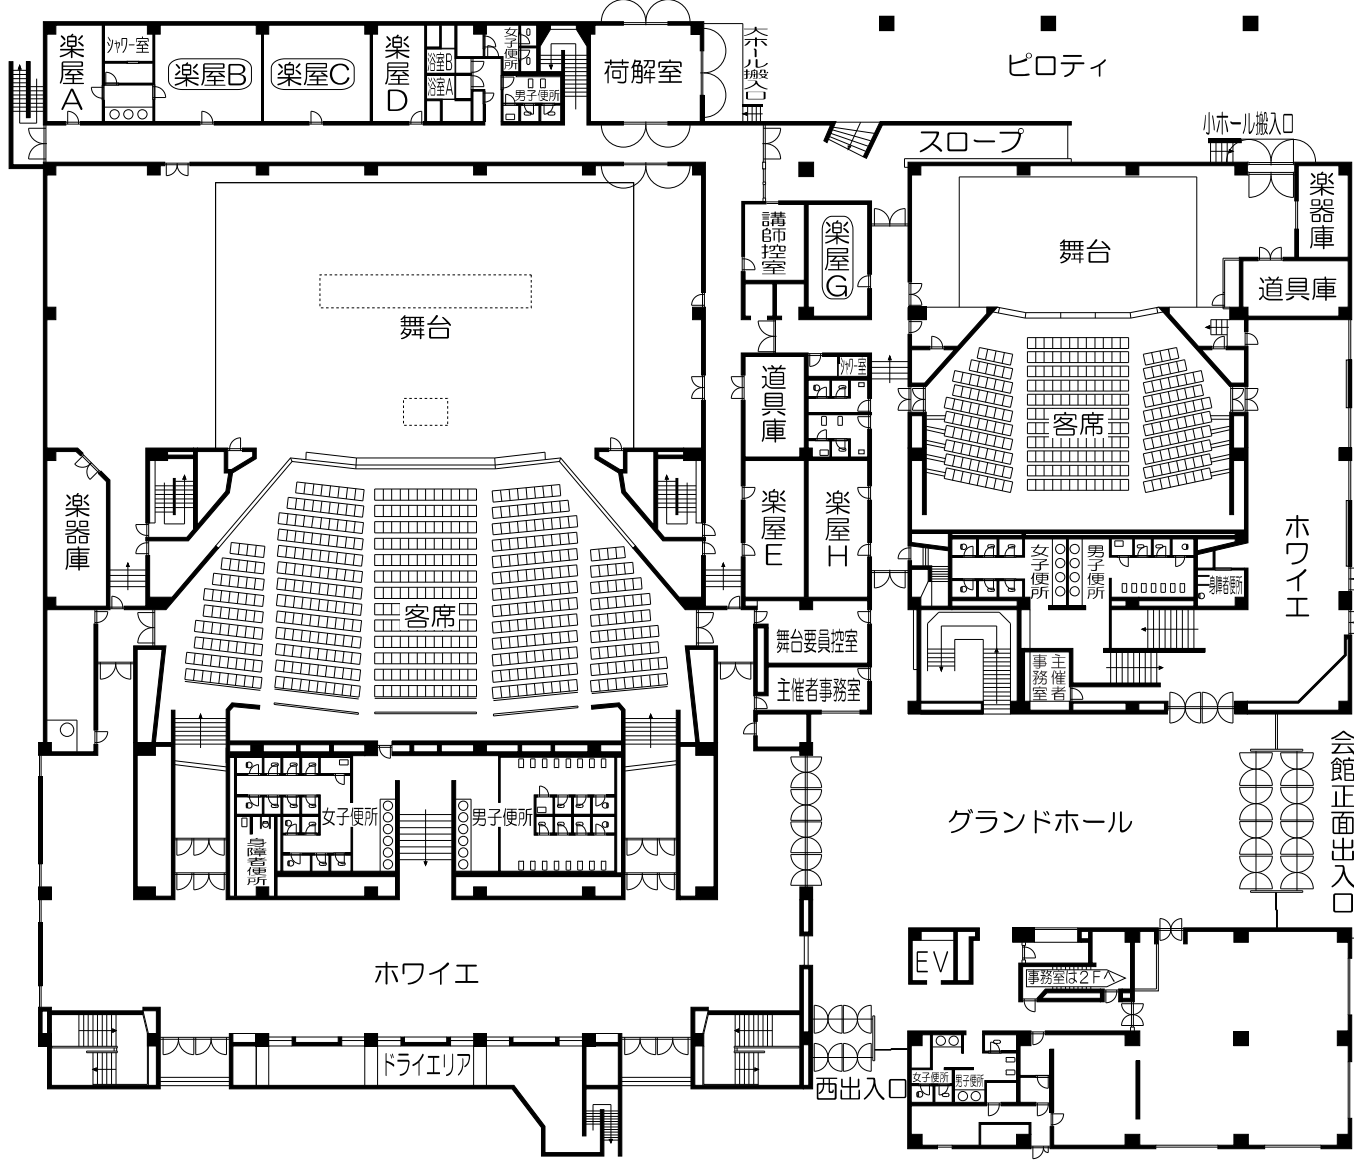 楽屋A
シャワー室
楽屋B
楽屋C
楽屋D
浴室B
浴室A
女子便所
男子便所
荷解室
大ホール搬入口
ピロティ
スロープ
小ホール搬入口
楽器庫
道具庫
舞台
講師控室
楽屋G
舞台
道具庫
シャワー室
客席
楽器庫
楽屋E
楽屋H
ホワイエ
客席
女子便所
男子便所
身障者便所
舞台要員控室
主催者事務室
主催者
事務室
女子便所
男子便所
身障者便所
グランドホール
会館正面出入口
ホワイエ
EV
事務室は2Fへ
ドライエリア
西出入口
女子便所
男子便所